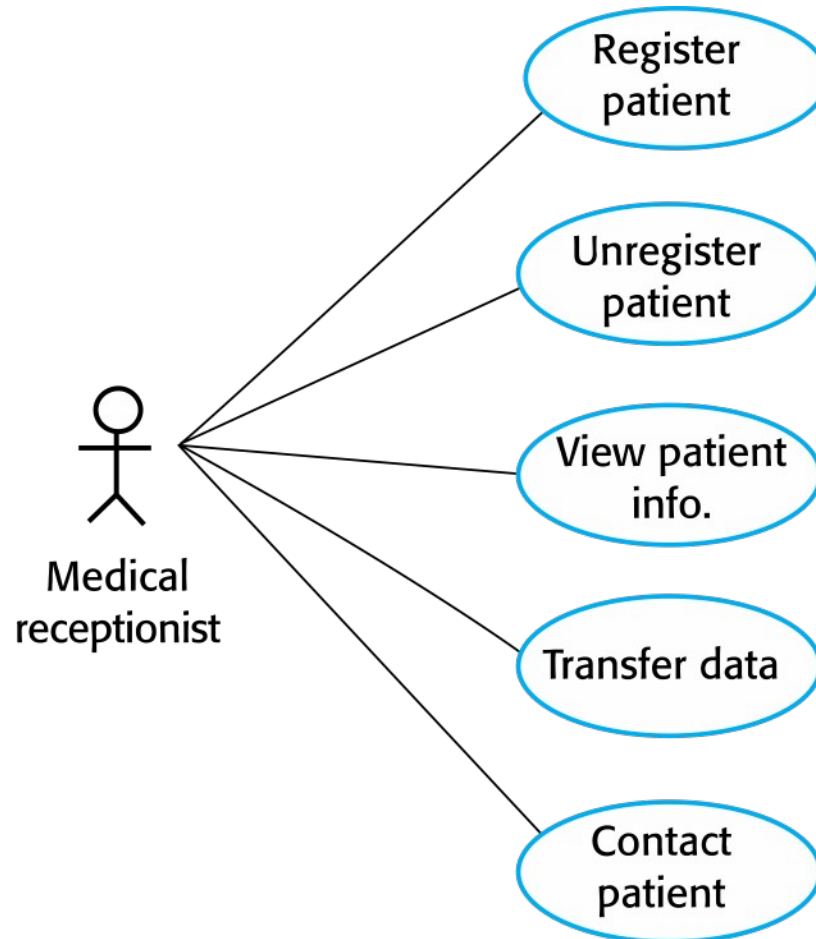 Register
patient
Unregister
patient
View patient
info.
Medical
receptionist
Transfer data
Contact
patient